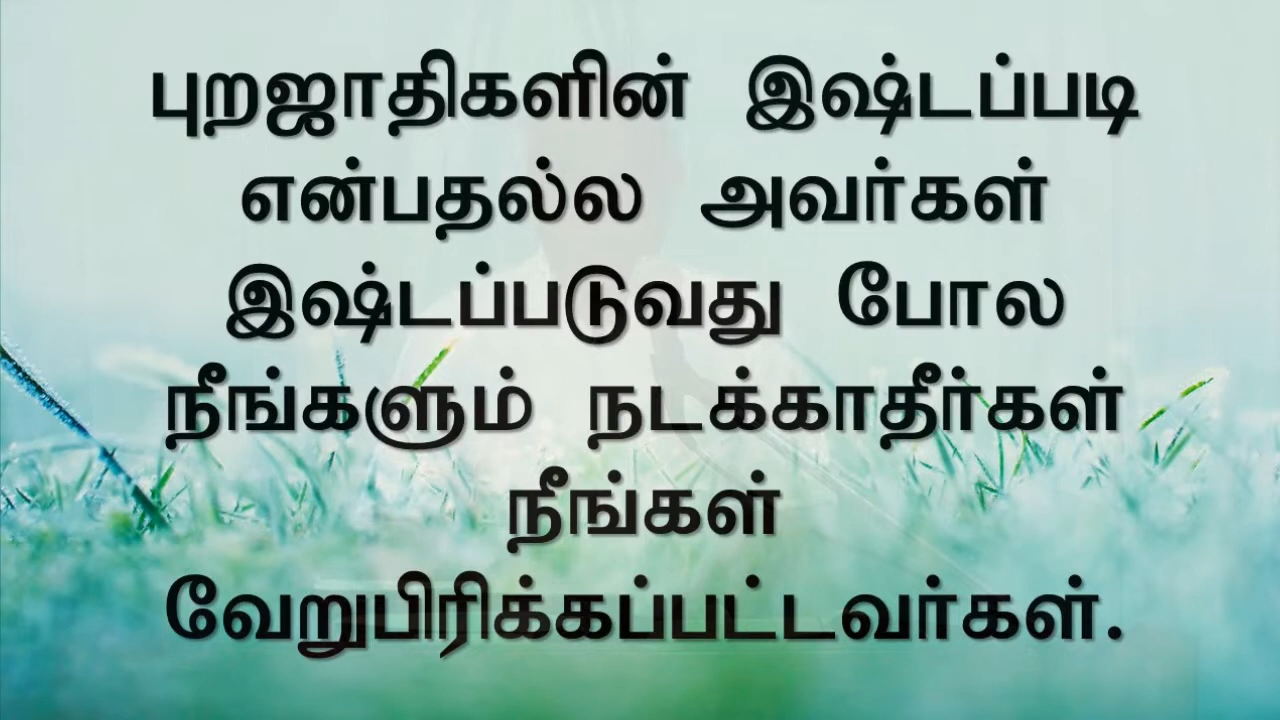 புறஜாதிகளின் இஷ்டப்படி
என்பதல்ல அவர்கள்
இஷ்டப்படுவது போல
நீங்களும் நடக்காதீர்கள்
நீங்கள்
வேறுபிரிக்கப்பட்டவர்கள்.